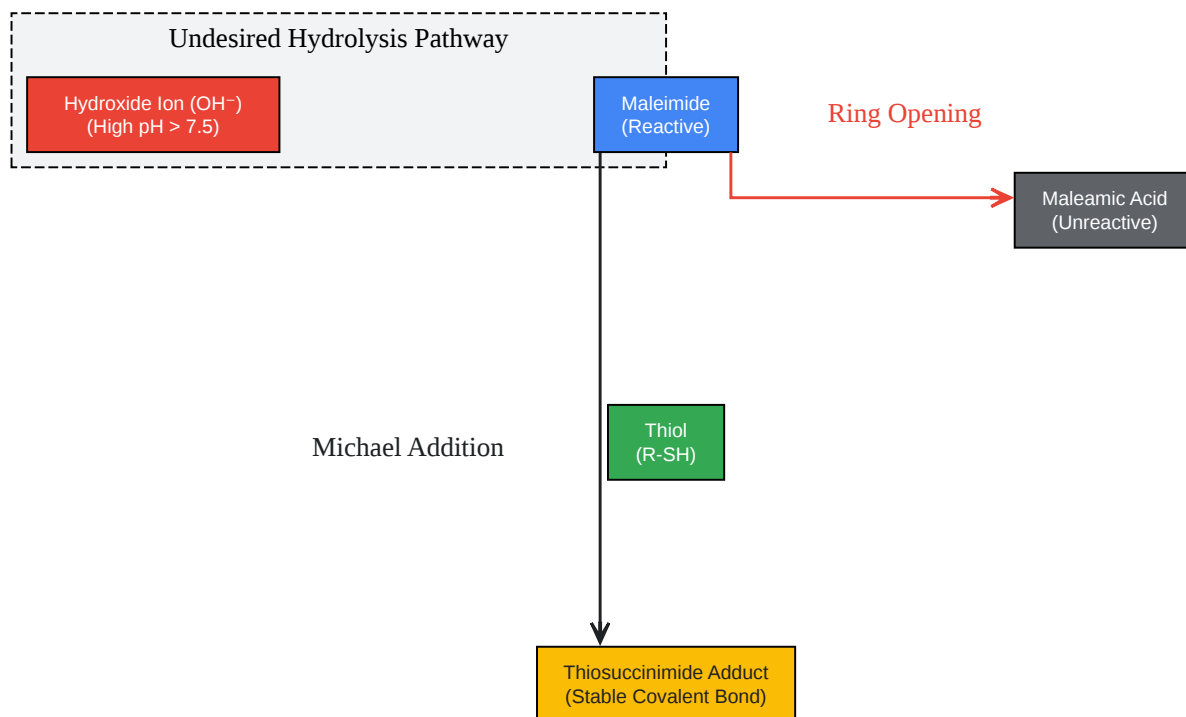 Undesired Hydrolysis Pathway
Hydroxide Ion (OH⁻)
(High pH > 7.5)
Maleimide
(Reactive)
Ring Opening
Maleamic Acid
(Unreactive)
Michael Addition
Thiol
(R-SH)
Thiosuccinimide Adduct
(Stable Covalent Bond)